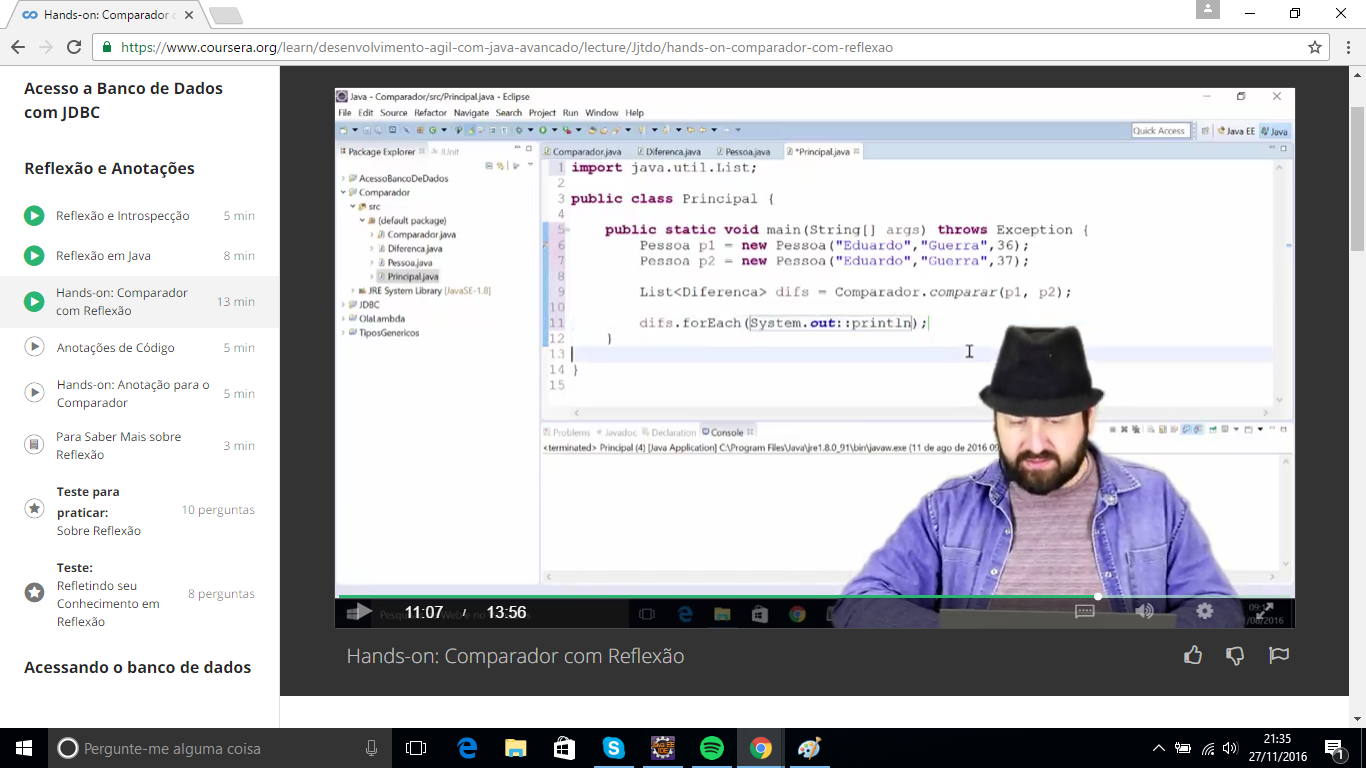 Hands-on: Comparador c
https://www.coursera.org/learn/desenvolvimento-agil-com-java-avancado/lecture/Jjtdo/hands-on-comparador-com-reflexao
Acesso a Banco de Dados
com JDBC
Reflexão e Anotações
Reflexão e Introspecção 5 min
Reflexão em Java 8 min
Hands-on: Comparador
com Reflexão 13 min
Anotações de Código 5 min
Hands-on: Anotação para o
Comparador 5 min
Para Saber Mais sobre
Reflexão 3 min
Teste para
praticar:
Sobre Reflexão 10 perguntas
Teste:
Refletindo seu
Conhecimento em
Reflexão 8 perguntas
Acessando o banco de dados
Java - Comparador/src/Principal.java - Eclipse
File Edit Source Refactor Navigate Search Project Run Window Help
Quick Access Java EE Java
Package Explorer JUnit
AcessoBancoDeDados
Comparador
src
(default package)
Comparador.java
Diferenca.java
Pessoa.java
Principal.java
JRE System Library [JavaSE-1.8]
JDBC
OlaLambda
TiposGenericos
Comparador.java Diferenca.java Pessoa.java *Principal.java
1 import java.util.List;
2
3 public class Principal {
4
5 public static void main(String[] args) throws Exception {
6 Pessoa p1 = new Pessoa("Eduardo","Guerra",36);
7 Pessoa p2 = new Pessoa("Eduardo","Guerra",37);
8
9 List<Diferenca> difs = Comparador.comparar(p1, p2);
10
11 difs.forEach(System.out::println);
12 }
13
14 }
15
Problems Javadoc Declaration Console
<terminated> Principal (4) [Java Application] C:\Program Files\Java\jre1.8.0_91\bin\javaw.exe (11 de ago de 2016 09
11:07 / 13:56
Hands-on: Comparador com Reflexão
Pergunte-me alguma coisa
21:35
27/11/2016
1